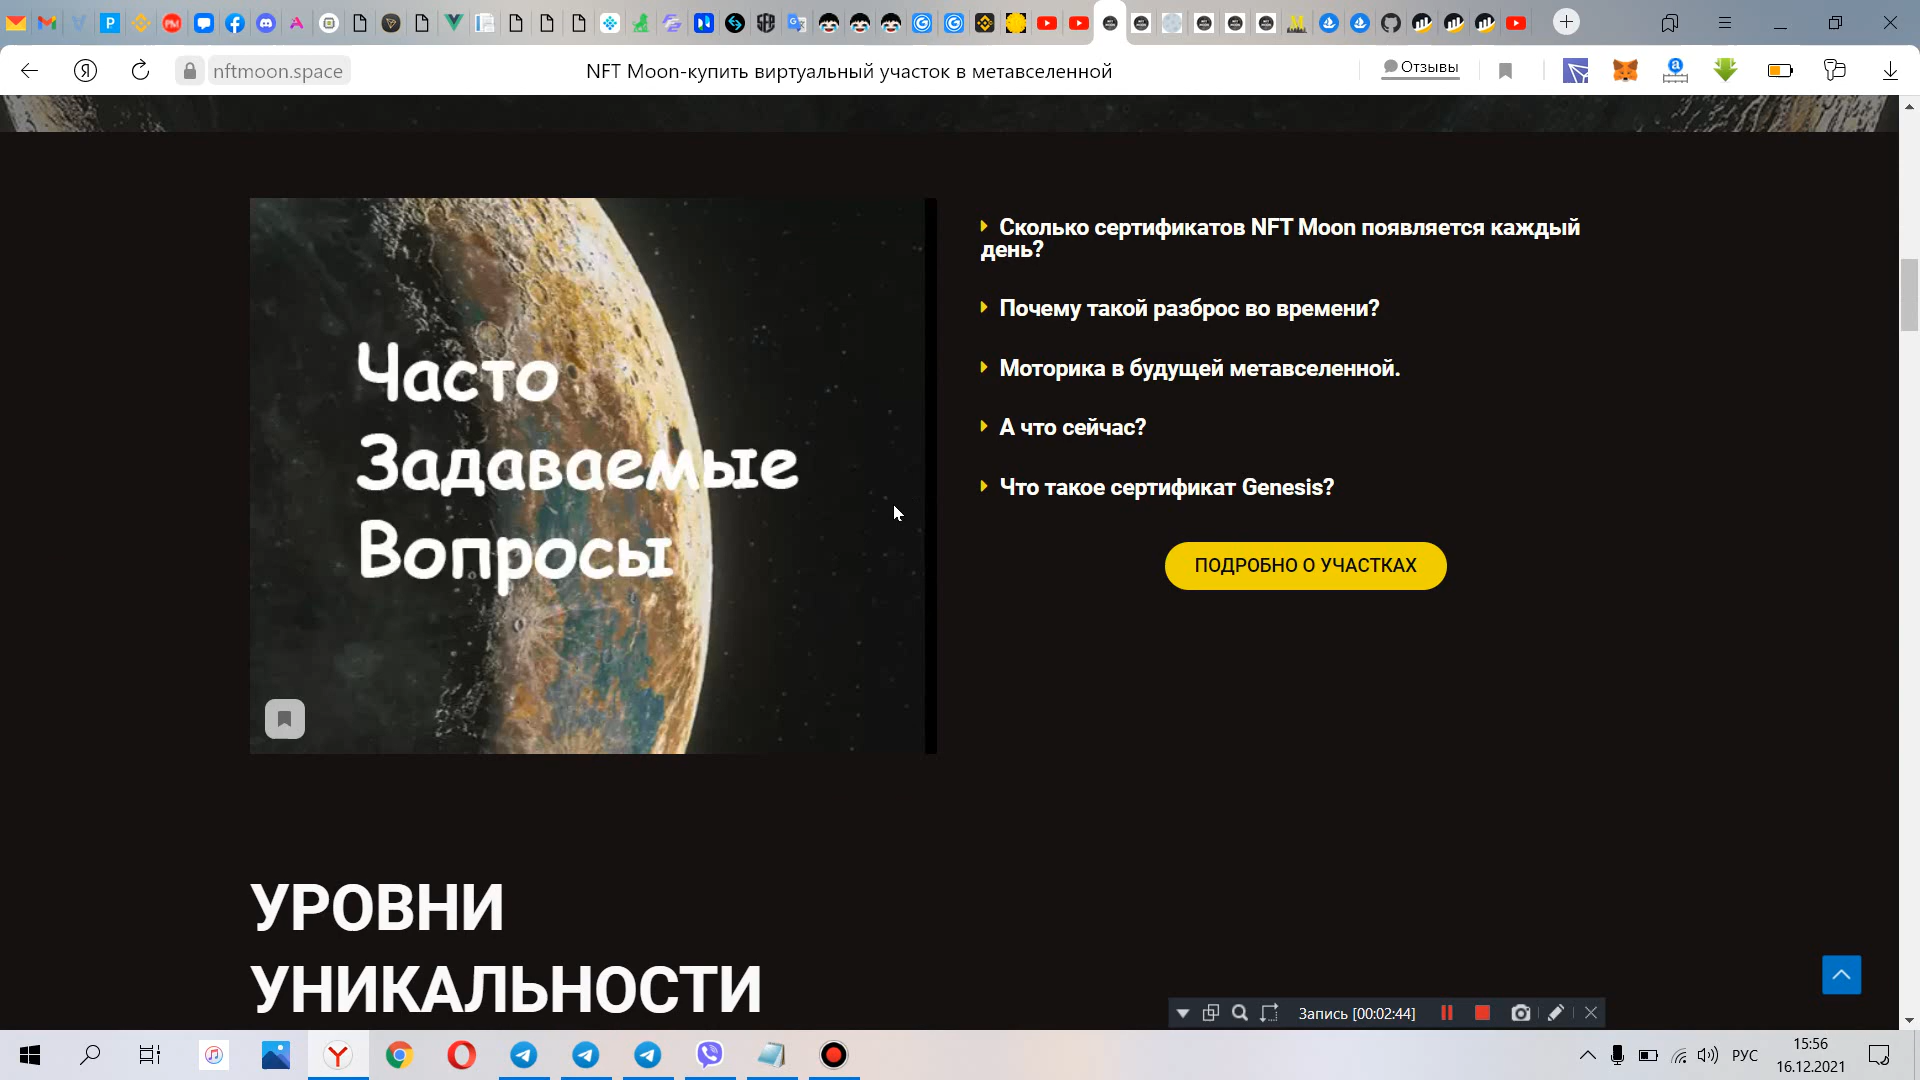 nftmoon.space
NFT Moon-купить виртуальный участок в метавселенной
Отзывы
Часто
Задаваемые
Вопросы
Сколько сертификатов NFT Moon появляется каждый
день?
Почему такой разброс во времени?
Моторика в будущей метавселенной.
А что сейчас?
Что такое сертификат Genesis?
ПОДРОБНО О УЧАСТКАХ
УРОВНИ
УНИКАЛЬНОСТИ
Запись [00:02:44]
РУС
15:56
16.12.2021